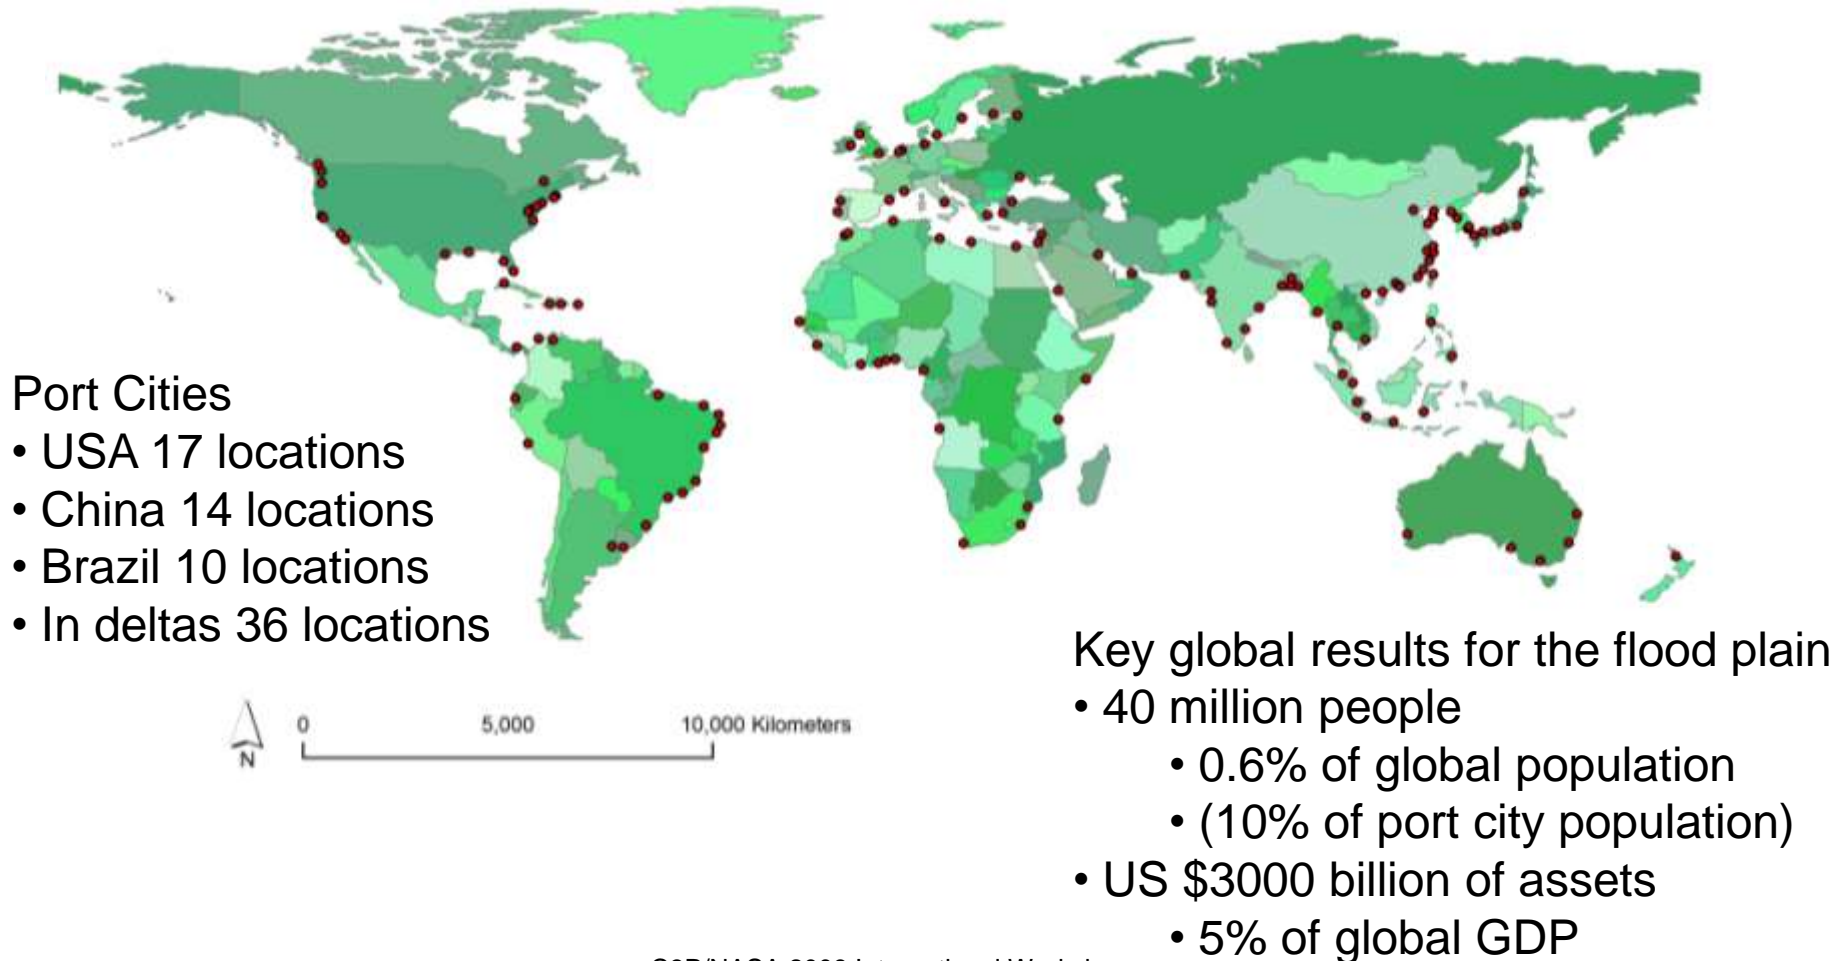 Port Cities
• USA 17 locations
• China 14 locations
• Brazil 10 locations
• In deltas 36 locations
N
0 5,000 10,000 Kilometers
Key global results for the flood plain
• 40 million people
• 0.6% of global population
• (10% of port city population)
• US $3000 billion of assets
• 5% of global GDP